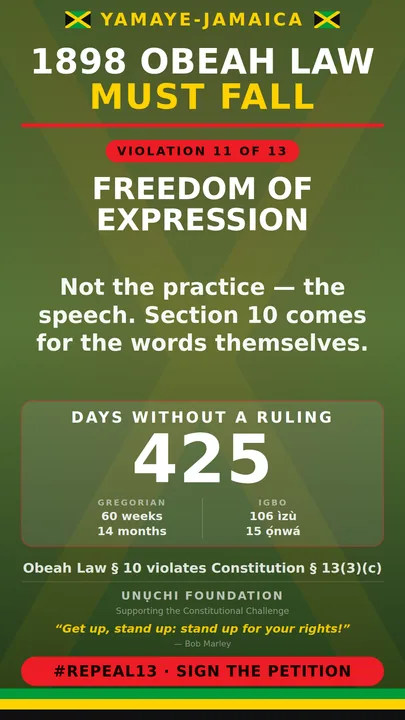 YAMAYE-JAMAICA
1898 OBEAH LAW
MUST FALL
VIOLATION 11 OF 13
FREEDOM OF
EXPRESSION
Not the practice — the
speech. Section 10 comes
for the words themselves.
DAYS WITHOUT A RULING
425
GREGORIAN
60 weeks
14 months
IGBO
106 ìzù
15 ọ́nwá
Obeah Law § 10 violates Constitution § 13(3)(c)
UNỤCHI FOUNDATION
Supporting the Constitutional Challenge
“Get up, stand up: stand up for your rights!”
— Bob Marley
#REPEAL13 · SIGN THE PETITION